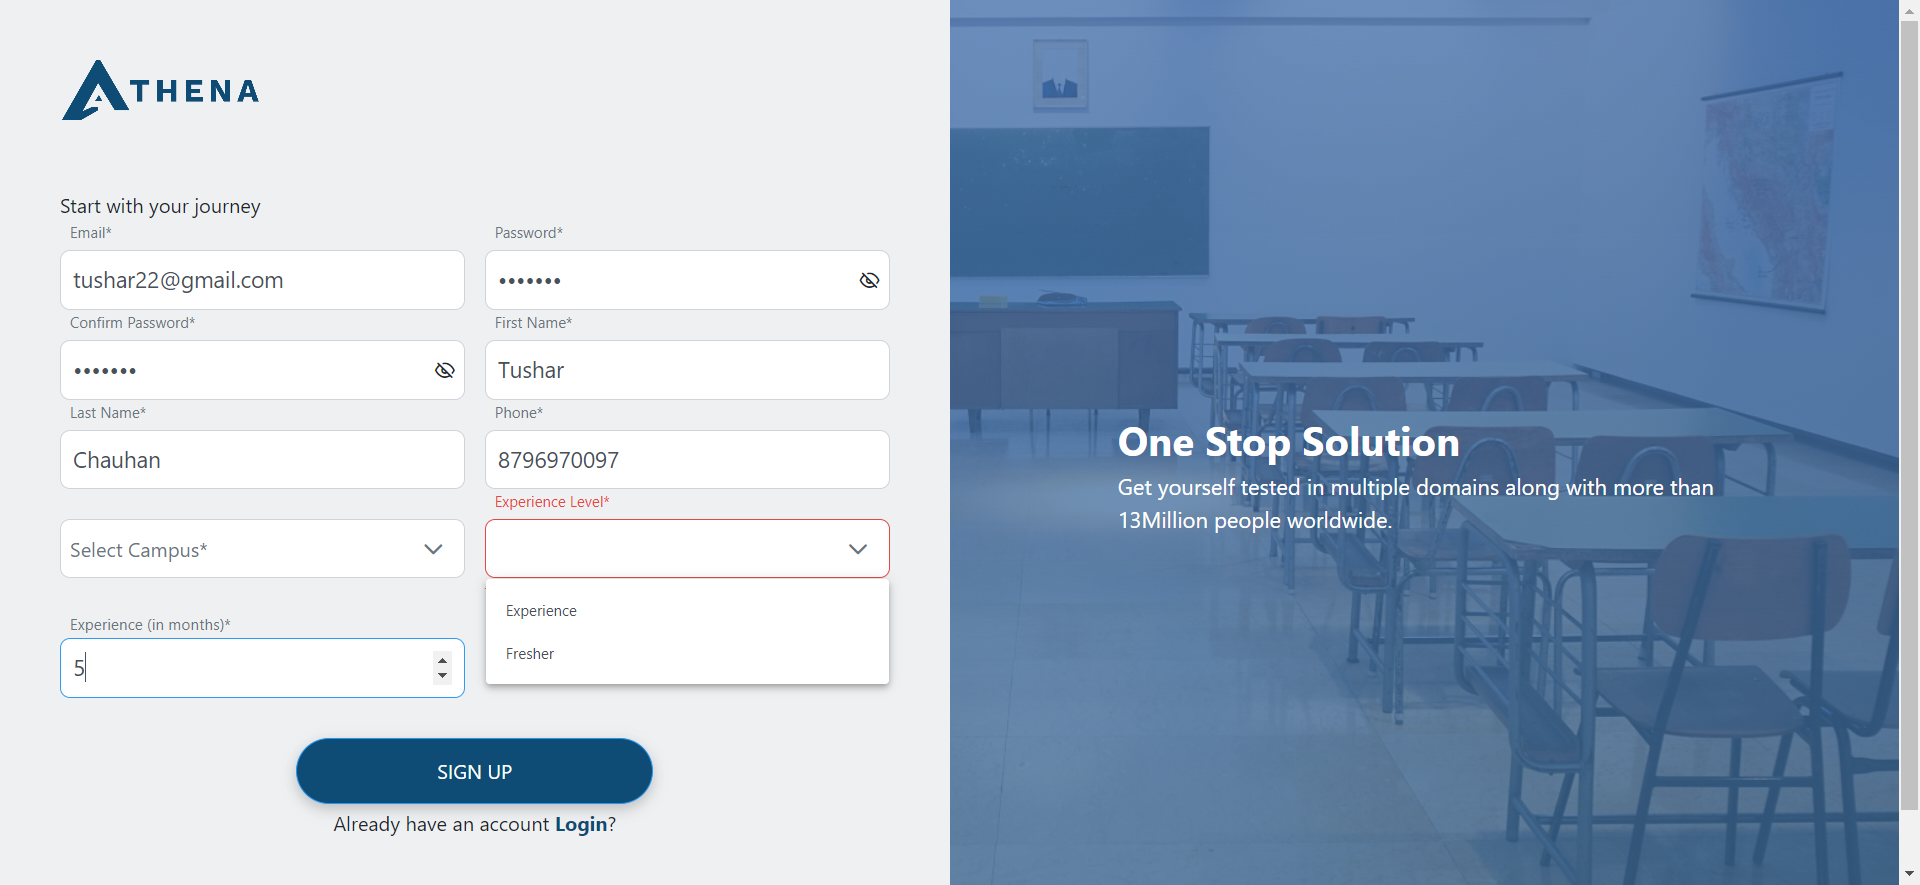 ATHENA
Start with your journey
Email*
Password*
tushar22@gmail.com
•••••••
Confirm Password*
First Name*
•••••••
Tushar
Last Name*
Phone*
Chauhan
8796970097
Experience Level*
Select Campus*
Experience
Fresher
Experience (in months)*
5
SIGN UP
Already have an account Login?
One Stop Solution
Get yourself tested in multiple domains along with more than
13Million people worldwide.